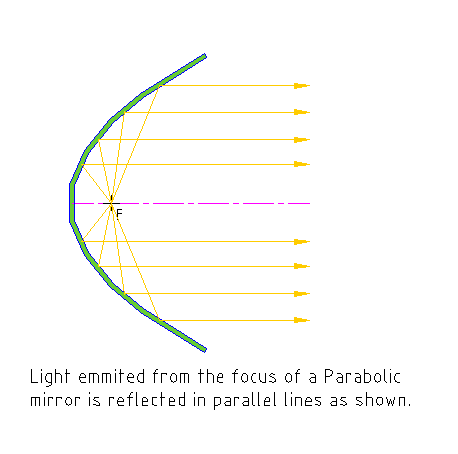 F
Light emmited from the focus of a Parabolic
mirror is reflected in parallel lines as shown.